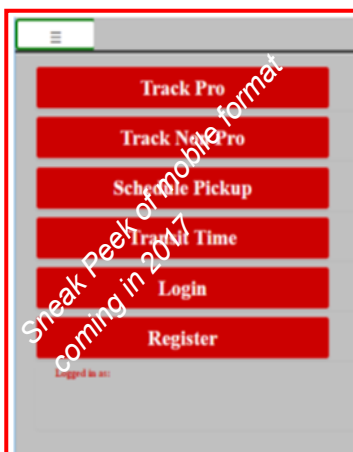 Track Pro
Track Non Pro
Schedule Pickup
Transit Time
Login
Register
Logged in as:
Sneak Peek of mobile format
coming in 2017